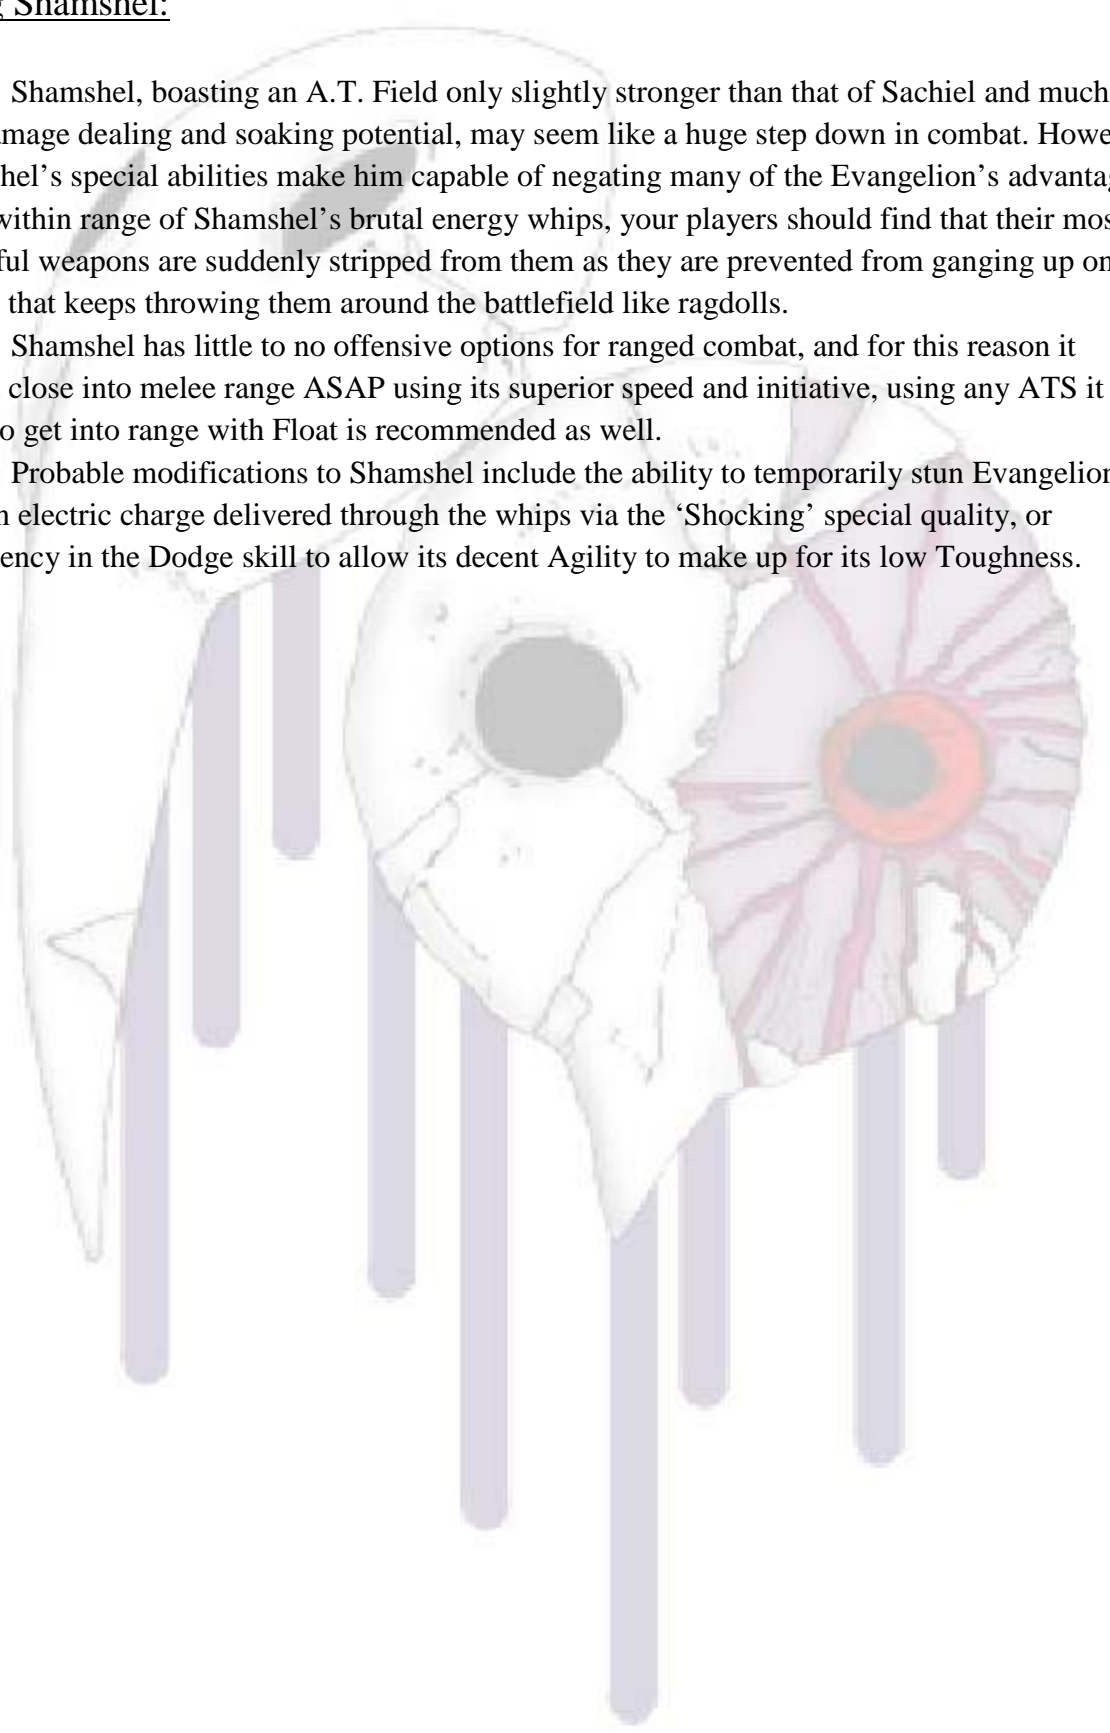 g Shamshel:
Shamshel, boasting an A.T. Field only slightly stronger than that of Sachiel and much
damage dealing and soaking potential, may seem like a huge step down in combat. Howe
hel’s special abilities make him capable of negating many of the Evangelion’s advantag
within range of Shamshel’s brutal energy whips, your players should find that their mos
ful weapons are suddenly stripped from them as they are prevented from ganging up on
that keeps throwing them around the battlefield like ragdolls.
Shamshel has little to no offensive options for ranged combat, and for this reason it
close into melee range ASAP using its superior speed and initiative, using any ATS it
o get into range with Float is recommended as well.
Probable modifications to Shamshel include the ability to temporarily stun Evangelion
n electric charge delivered through the whips via the ‘Shocking’ special quality, or
ency in the Dodge skill to allow its decent Agility to make up for its low Toughness.